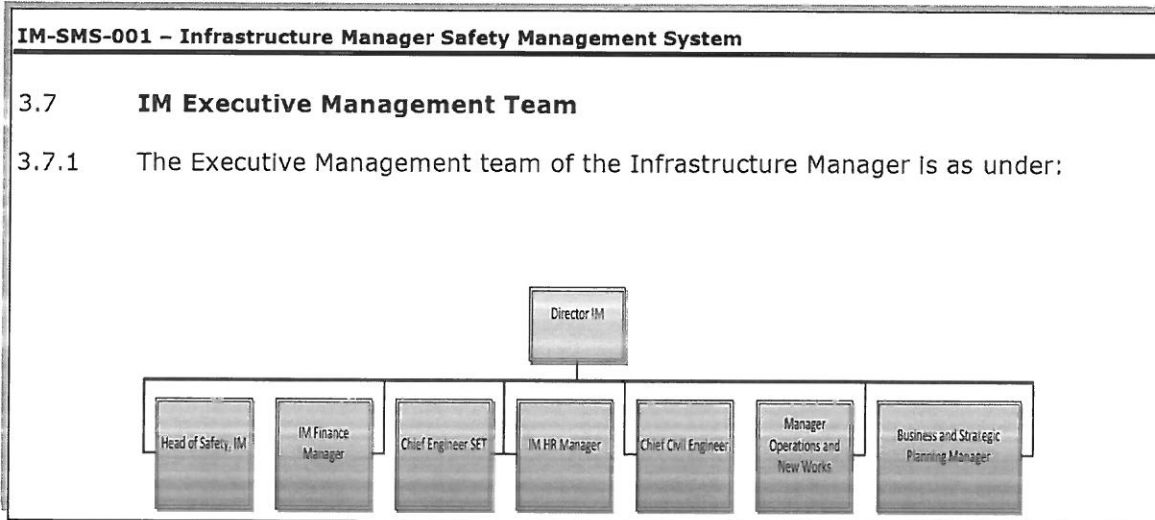 IM-SMS-001 – Infrastructure Manager Safety Management System
3.7 IM Executive Management Team
3.7.1 The Executive Management team of the Infrastructure Manager is as under:
Director IM
Head of Safety, IM
IM Finance
Manager
Chief Engineer SET
IM HR Manager
Chief Civil Engineer
Manager
Operations and
New Works
Business and Strategic
Planning Manager